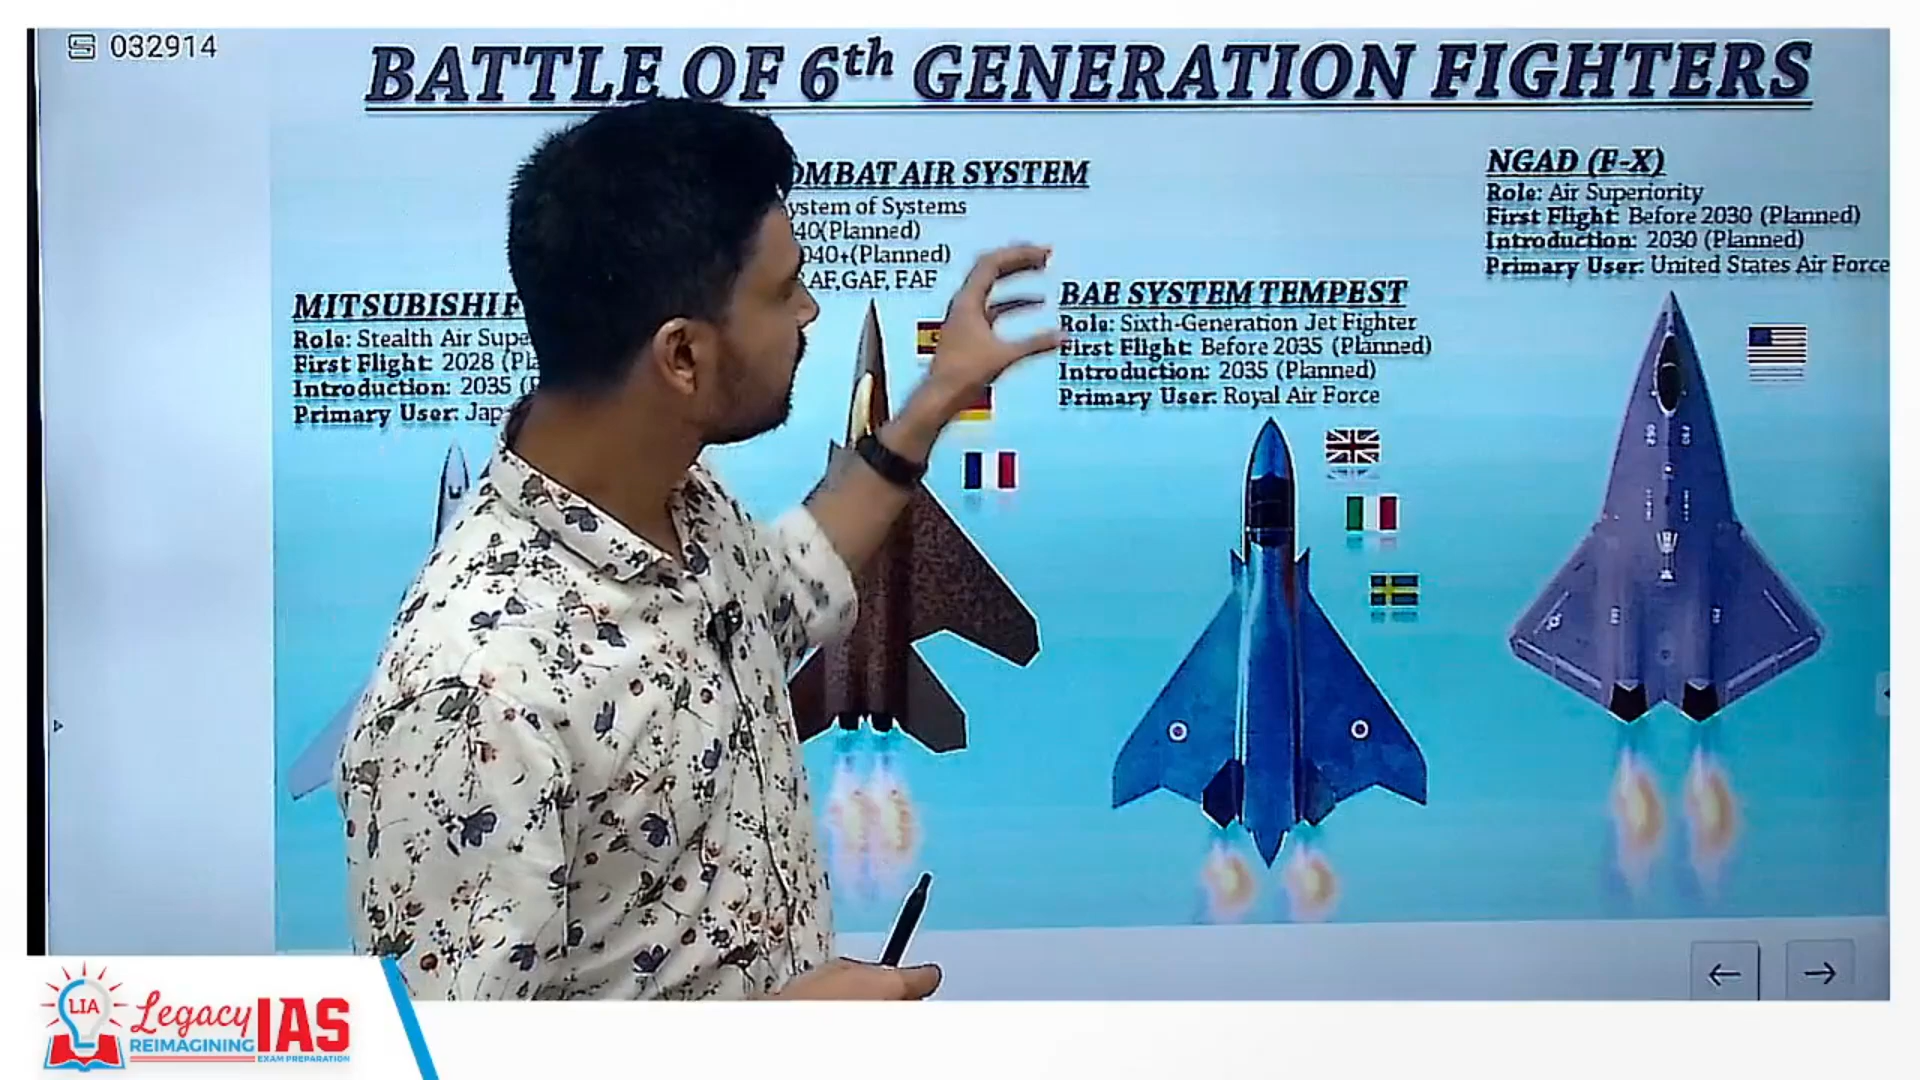 032914
BATTLE OF 6th GENERATION FIGHTERS
OMBAT AIR SYSTEM
ystem of Systems
40(Planned)
040+(Planned)
AF,GAF, FAF
MITSUBISHI F
Role: Stealth Air Supe
First Flight: 2028 (Pla
Introduction: 2035 (P
Primary User: Jap
BAE SYSTEM TEMPEST
Role: Sixth-Generation Jet Fighter
First Flight: Before 2035 (Planned)
Introduction: 2035 (Planned)
Primary User: Royal Air Force
NGAD (F-X)
Role: Air Superiority
First Flight: Before 2030 (Planned)
Introduction: 2030 (Planned)
Primary User: United States Air Force
LIA
Legacy IAS
REIMAGINING
EXAM PREPARATION